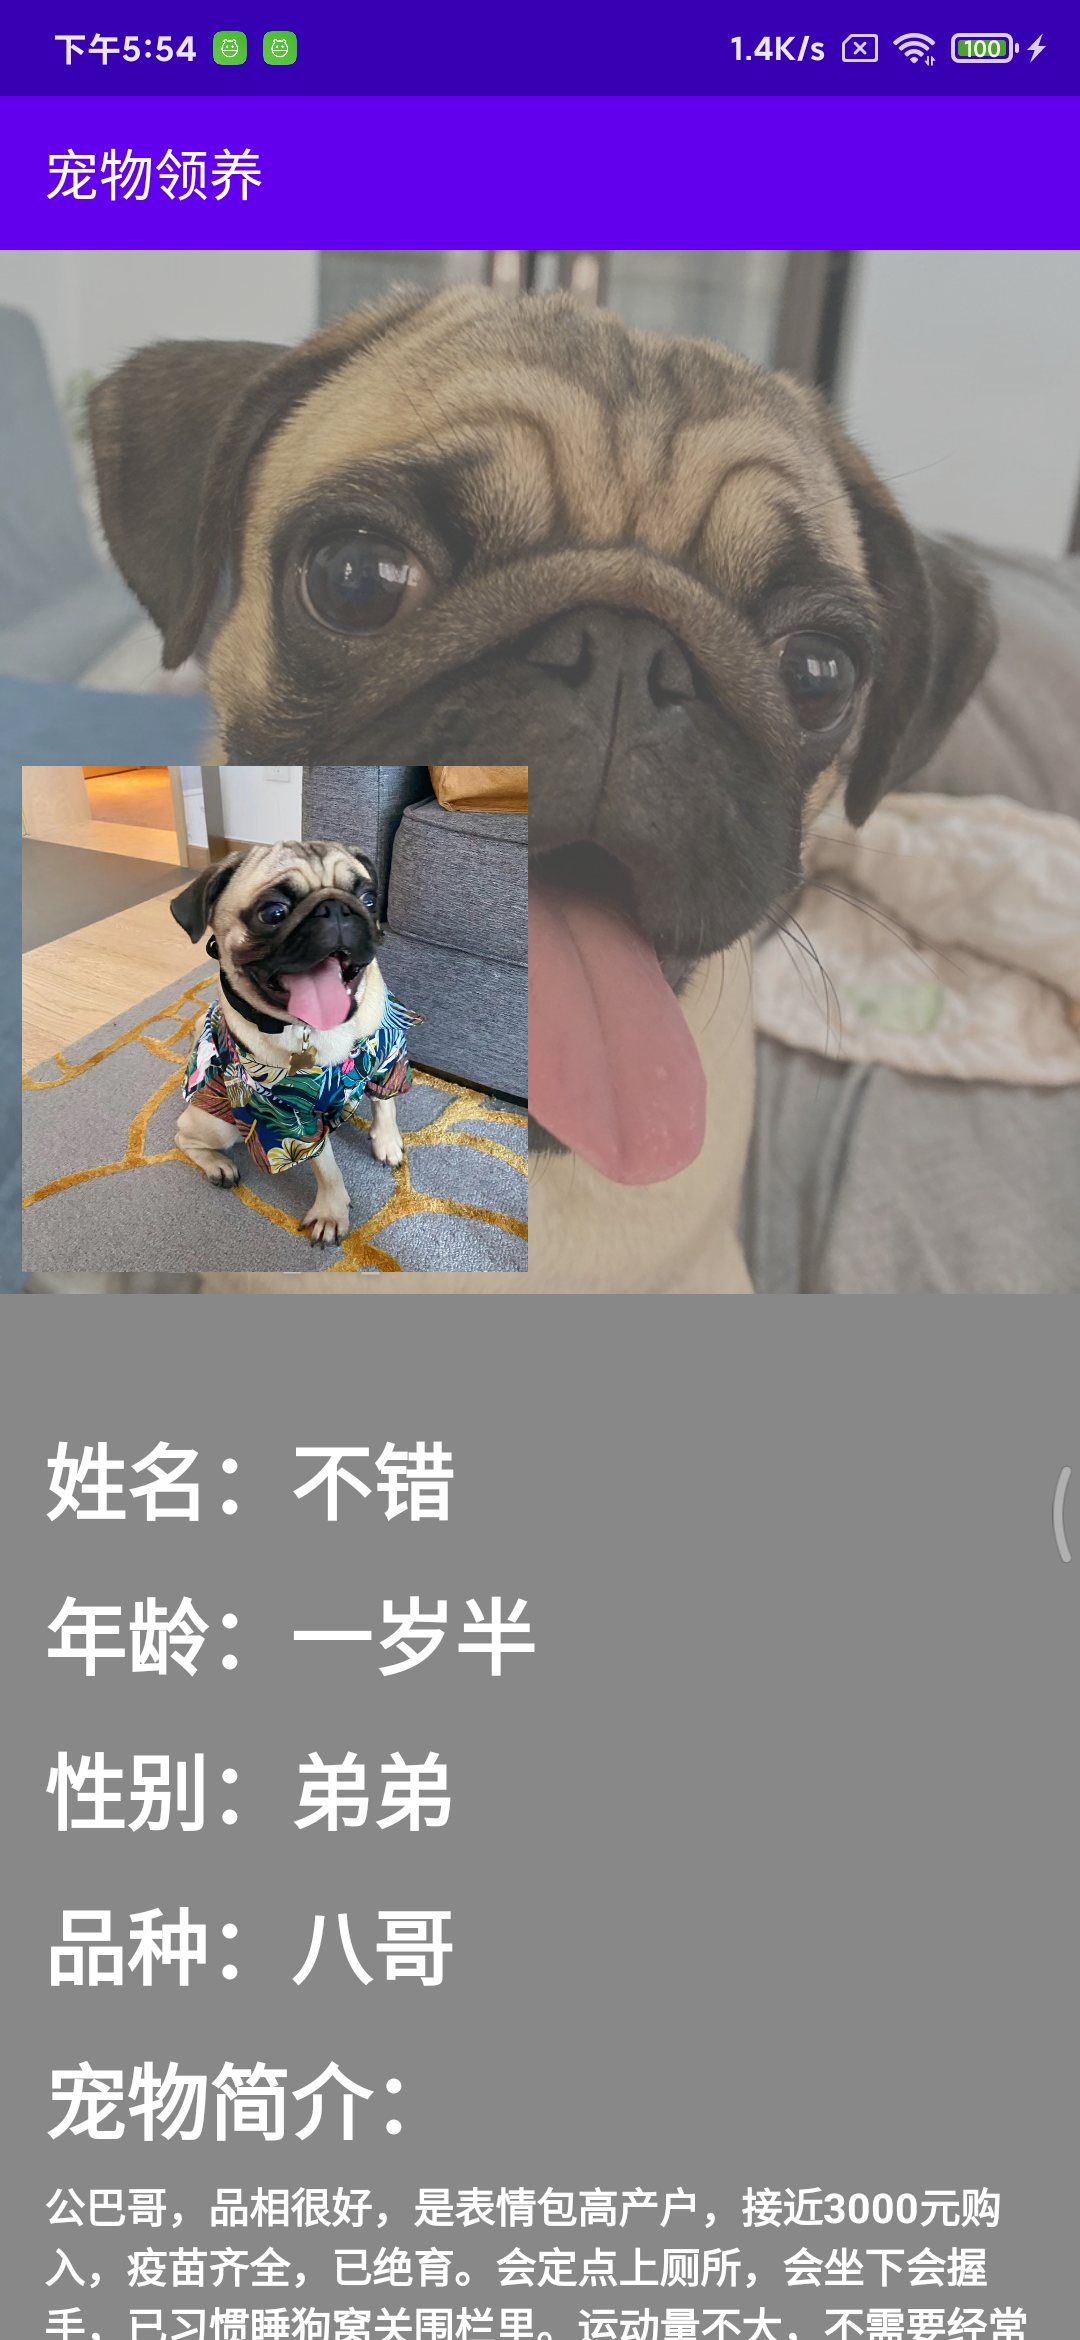 下午5:54
1.4K/s
100
宠物领养
姓名：不错
年龄：一岁半
性别：弟弟
品种：八哥
宠物简介：
公巴哥，品相很好，是表情包高产户，接近3000元购
入，疫苗齐全，已绝育。会定点上厕所，会坐下会握
手，已习惯睡狗窝关围栏里。运动量不大，不需要经常